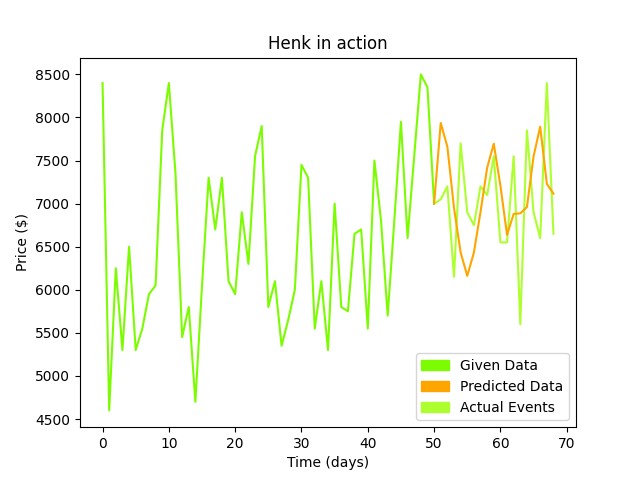 Henk in action
Price ($)
8500
8000
7500
7000
6500
6000
5500
5000
4500
0 10 20 30 40 50 60 70
Time (days)
Given Data
Predicted Data
Actual Events